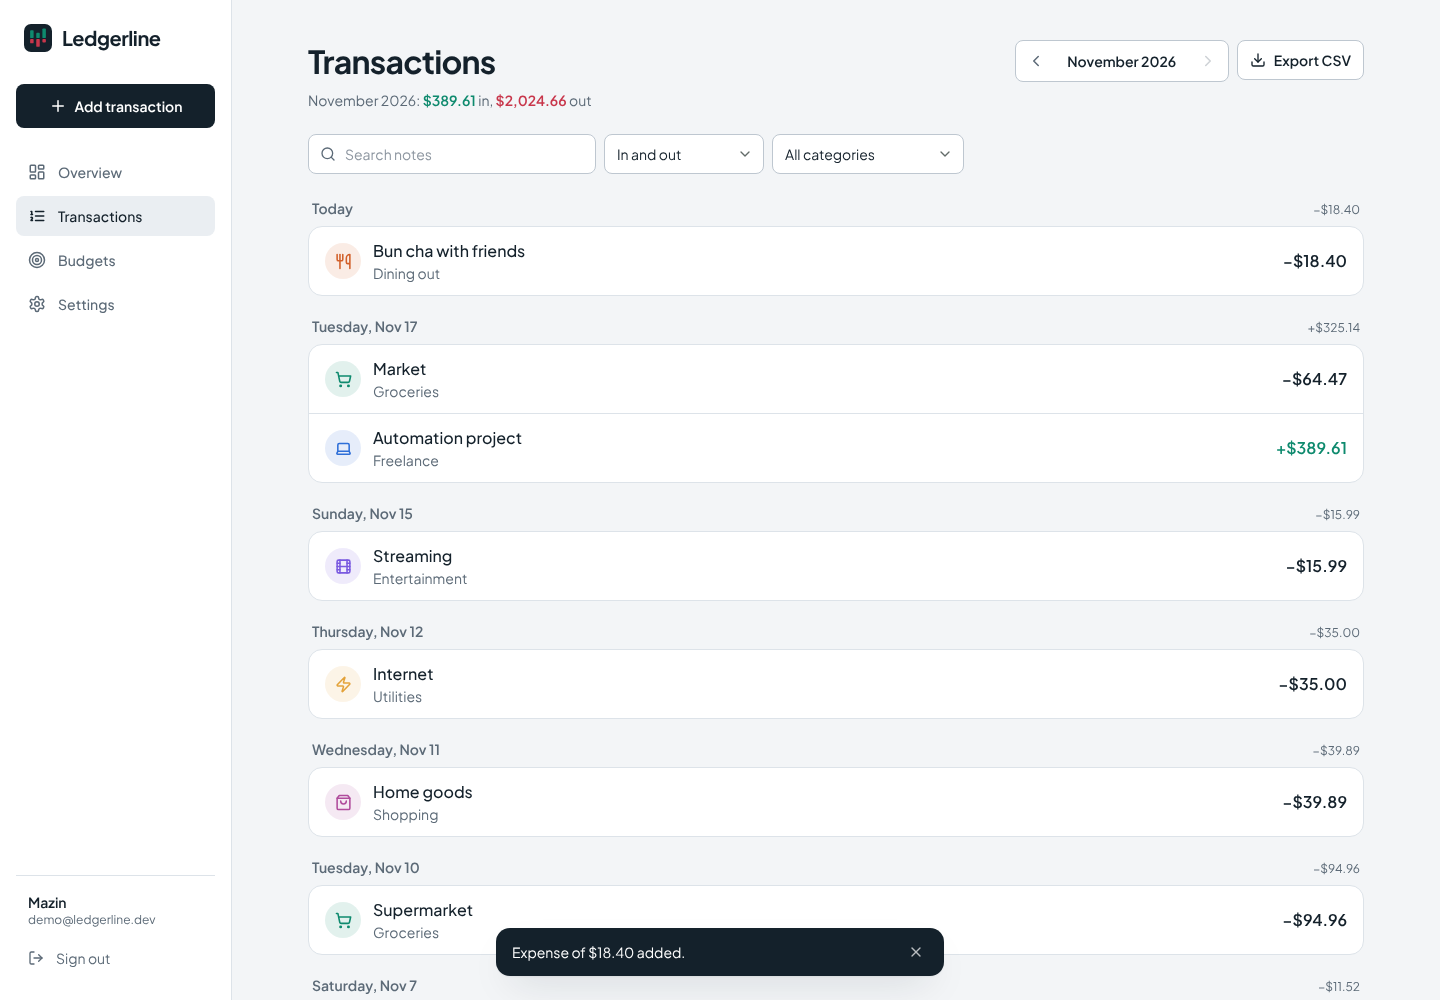 Ledgerline
Add transaction
Overview
Transactions
Budgets
Settings
Mazin
demo@ledgerline.dev
Sign out
Transactions
November 2026: $389.61 in, $2,024.66 out
November 2026
Export CSV
Search notes
In and out
All categories
Today −$18.40
Bun cha with friends
Dining out
−$18.40
Tuesday, Nov 17 +$325.14
Market
Groceries
−$64.47
Automation project
Freelance
+$389.61
Sunday, Nov 15 −$15.99
Streaming
Entertainment
−$15.99
Thursday, Nov 12 −$35.00
Internet
Utilities
−$35.00
Wednesday, Nov 11 −$39.89
Home goods
Shopping
−$39.89
Tuesday, Nov 10 −$94.96
Supermarket
Groceries
−$94.96
Expense of $18.40 added.
Saturday, Nov 7 −$11.52